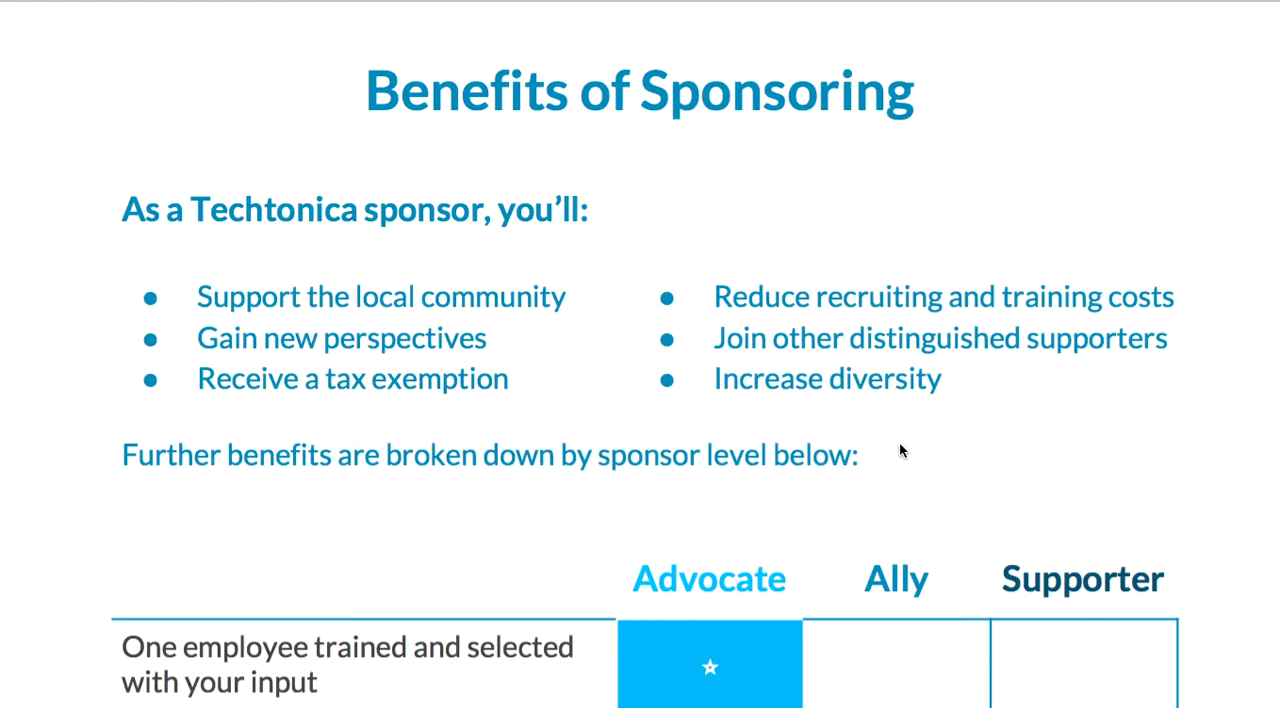 Benefits of Sponsoring
As a Techtonica sponsor, you’ll:
● Support the local community
● Gain new perspectives
● Receive a tax exemption
● Reduce recruiting and training costs
● Join other distinguished supporters
● Increase diversity
Further benefits are broken down by sponsor level below:
Advocate Ally Supporter
One employee trained and selected
with your input